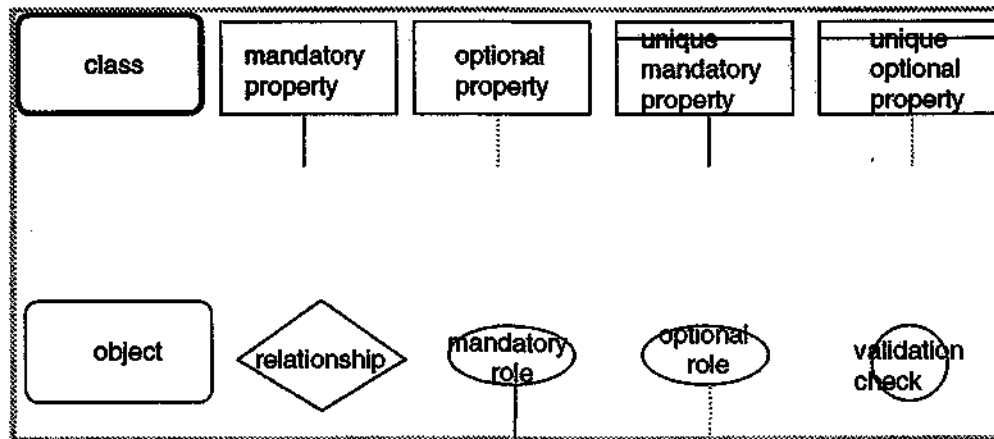 class
mandatory
property
optional
property
unique
mandatory
property
unique
optional
property
object
relationship
mandatory
role
optional
role
validation
check